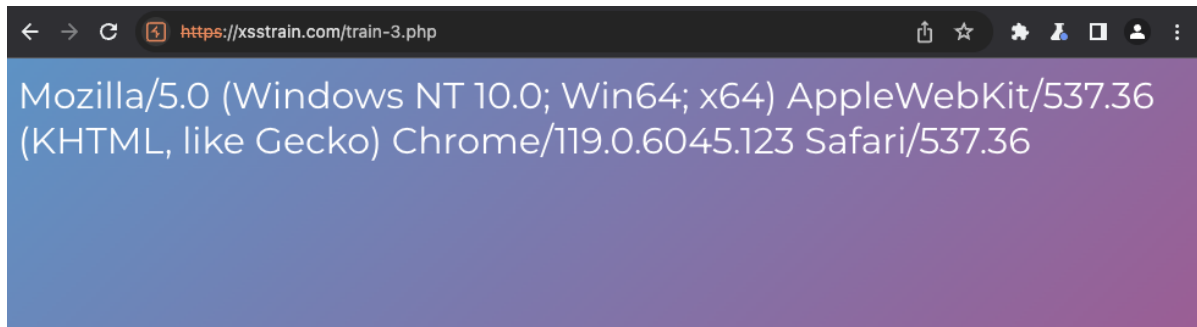 https://xsstrain.com/train-3.php
Mozilla/5.0 (Windows NT 10.0; Win64; x64) AppleWebKit/537.36
(KHTML, like Gecko) Chrome/119.0.6045.123 Safari/537.36